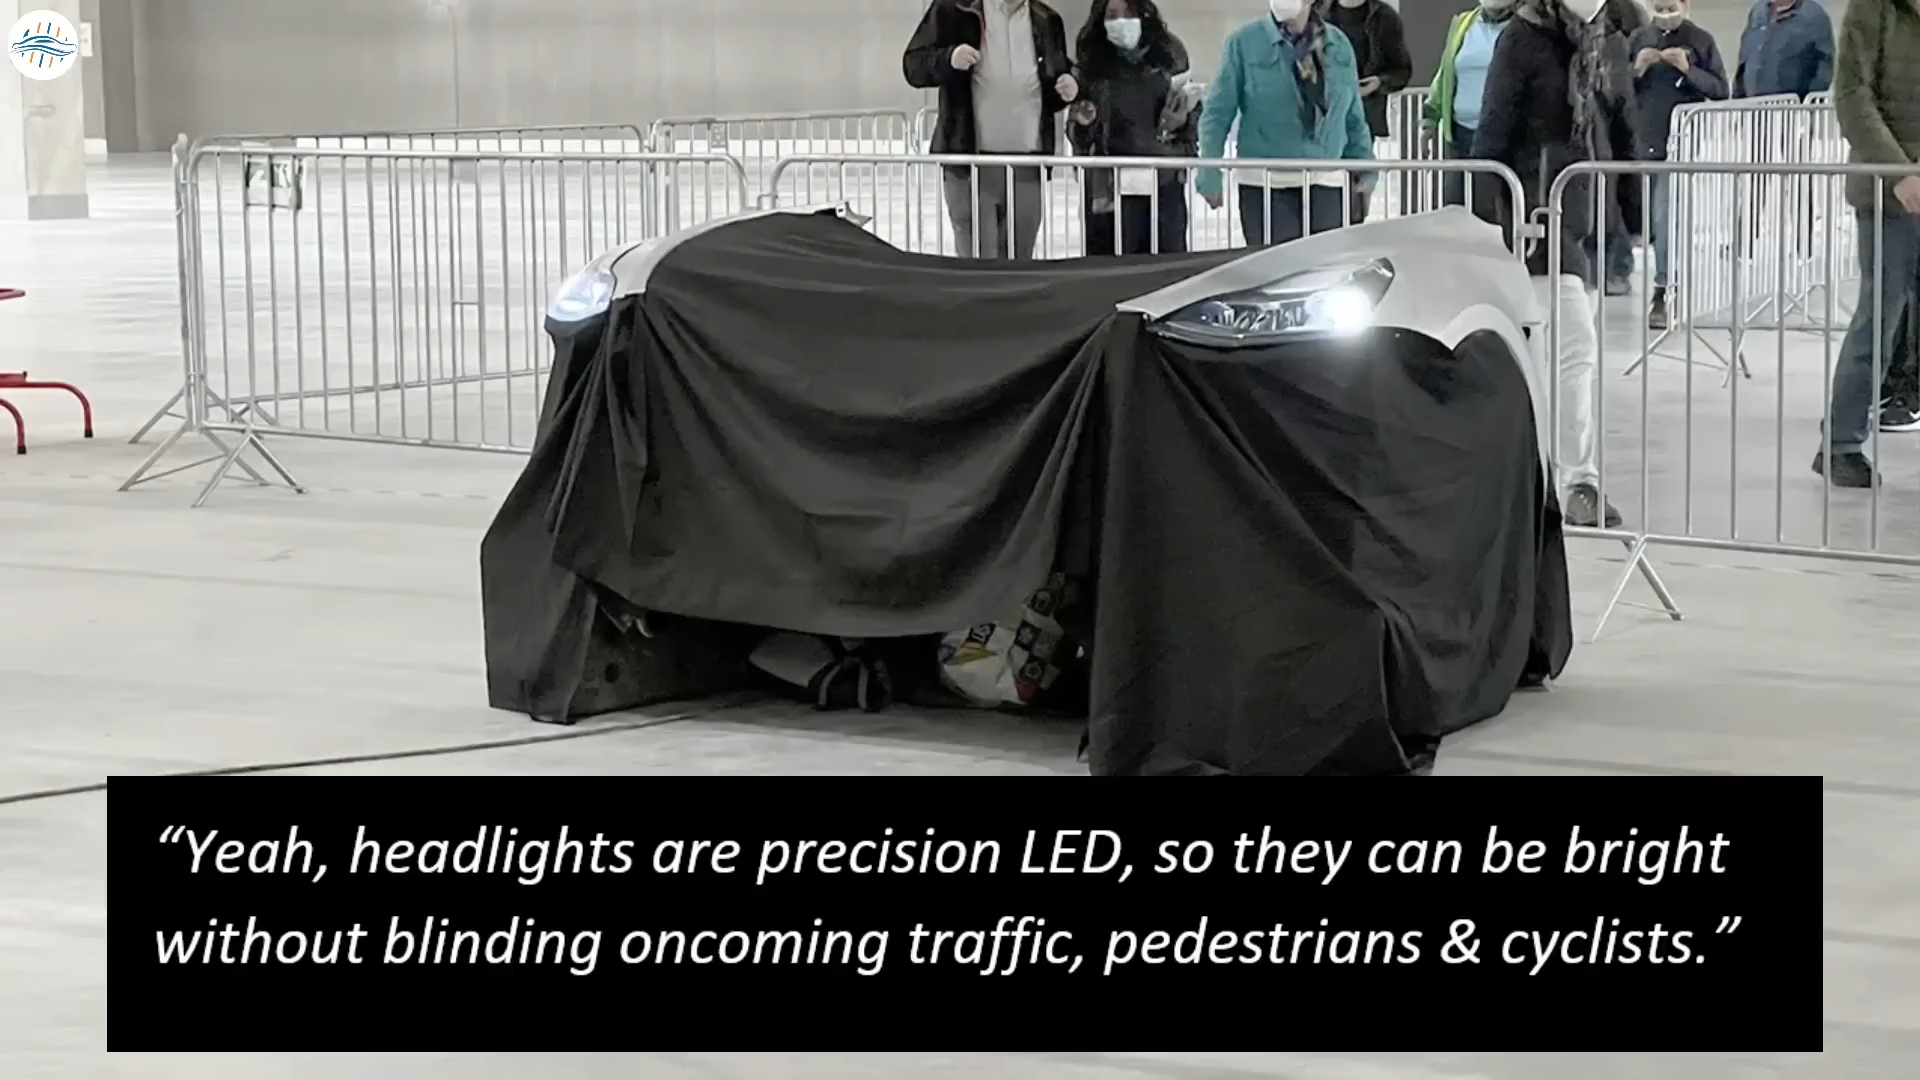 “Yeah, headlights are precision LED, so they can be bright
without blinding oncoming traffic, pedestrians & cyclists.”